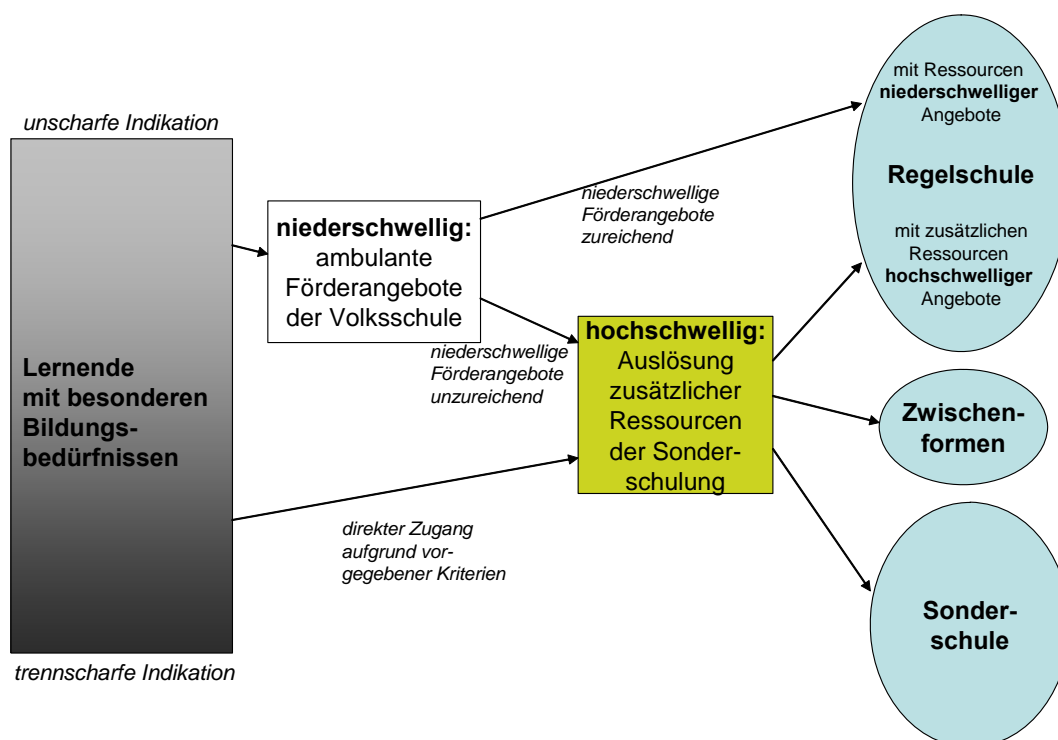 unscharfe Indikation
Lernende
mit besonderen
Bildungs-
bedürfnissen
trennscharfe Indikation
niederschwellig:
ambulante
Förderangebote
der Volksschule
niederschwellige
Förderangebote
zureichend
niederschwellige
Förderangebote
unzureichend
direkter Zugang
aufgrund vor-
gegebener Kriterien
hochschwellig:
Auslösung
zusätzlicher
Ressourcen
der Sonder-
schulung
mit Ressourcen
niederschwelliger
Angebote
Regelschule
mit zusätzlichen
Ressourcen
hochschwelliger
Angebote
Zwischen-
formen
Sonder-
schule